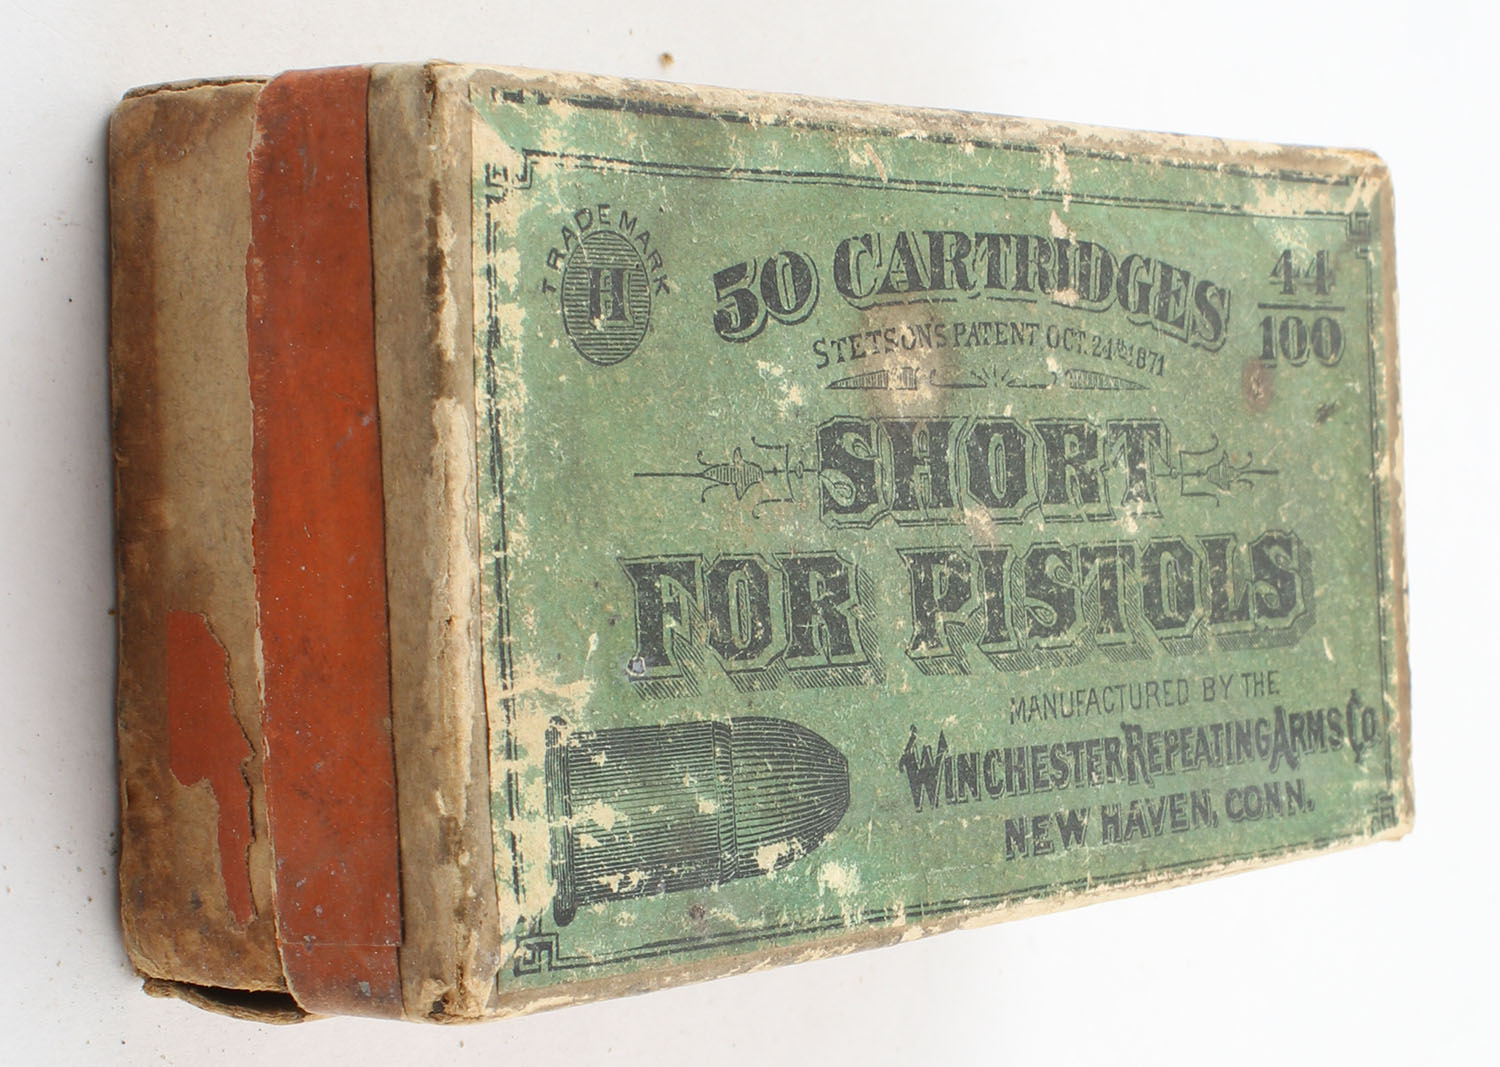 TRADE MARK
H
50 CARTRIDGES
44
100
STETSONS PATENT, OCT. 24th 1871
SHORT
FOR PISTOLS
MANUFACTURED BY THE
WINCHESTER REPEATING ARMS CO.
NEW HAVEN, CONN.